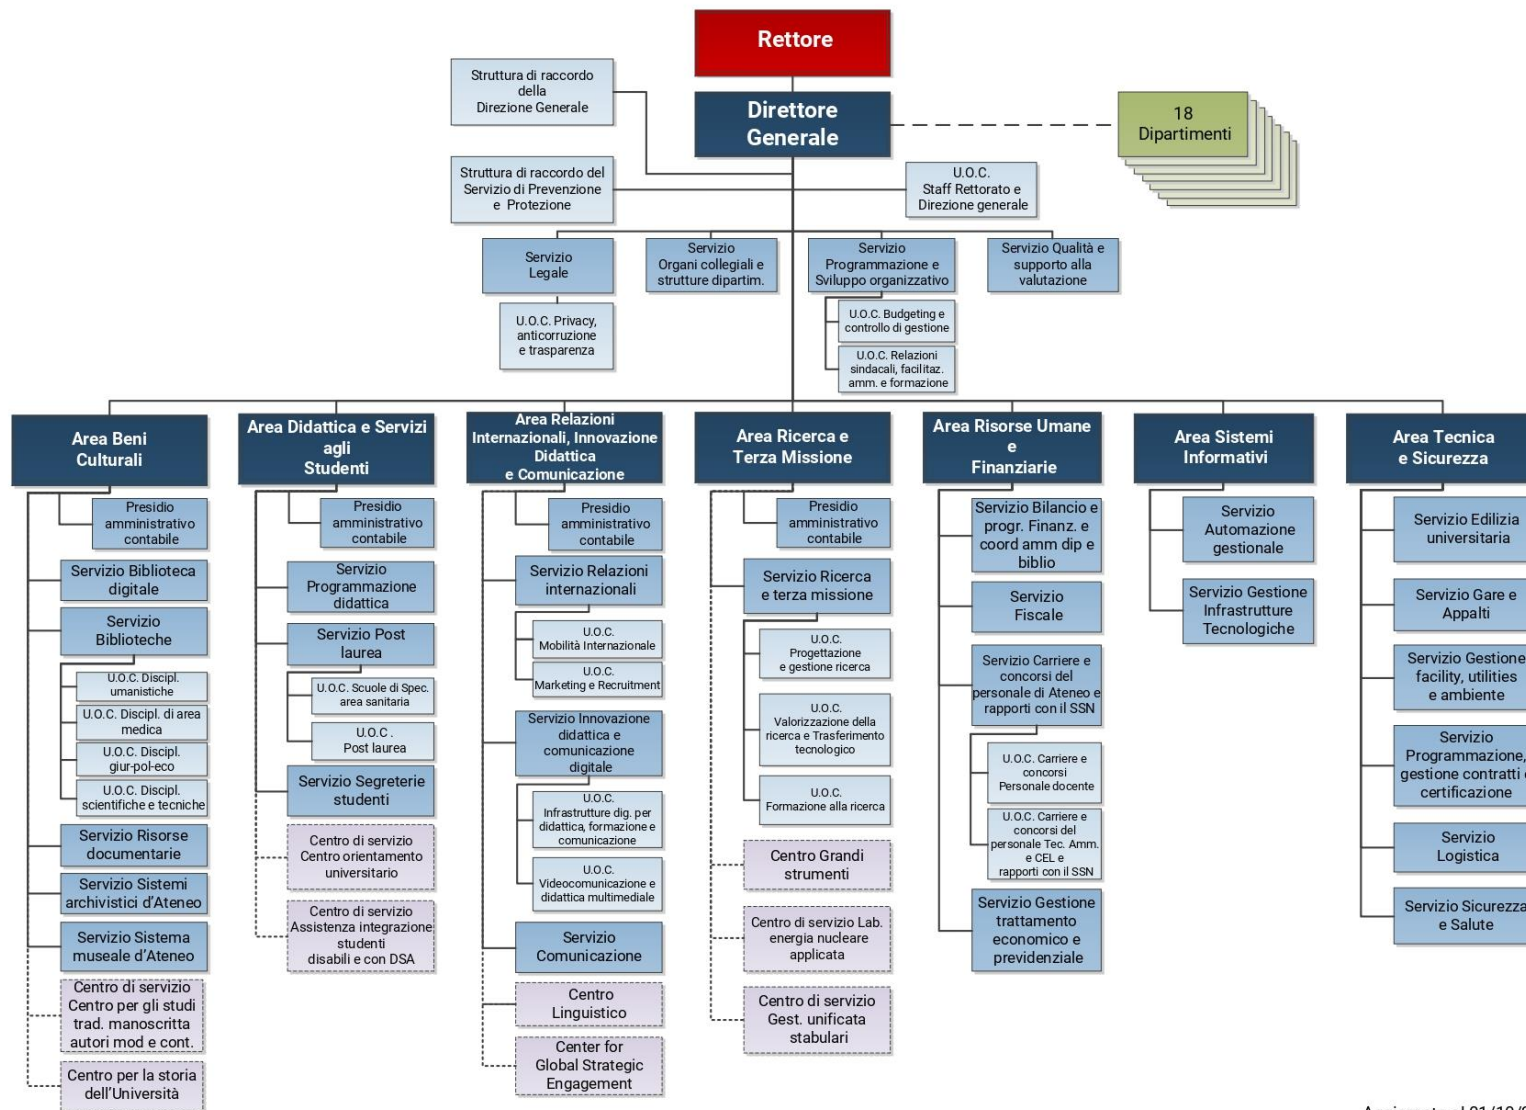 Rettore
Struttura di raccordo
della
Direzione Generale
Direttore
Generale
18
Dipartimenti
Struttura di raccordo del
Servizio di Prevenzione
e Protezione
U.O.C.
Staff Rettorato e
Direzione generale
Servizio
Legale
Servizio
Organi collegiali e
strutture dipartim.
Servizio
Programmazione e
Sviluppo organizzativo
Servizio Qualità e
supporto alla
valutazione
U.O.C. Privacy,
anticorruzione
e trasparenza
U.O.C. Budgeting e
controllo di gestione
U.O.C. Relazioni
sindacali, facilitaz.
amm. e formazione
Area Beni
Culturali
Presidio
amministrativo
contabile
Servizio Biblioteca
digitale
Servizio
Biblioteche
U.O.C. Discipl.
umanistiche
U.O.C. Discipl. di area
medica
U.O.C. Discipl.
giur-pol-eco
U.O.C. Discipl.
scientifiche e tecniche
Servizio Risorse
documentarie
Servizio Sistemi
archivistici d'Ateneo
Servizio Sistema
museale d'Ateneo
Centro di servizio
Centro per gli studi
trad. manoscritta
autori mod e cont.
Centro per la storia
dell'Università
Area Didattica e Servizi
agli
Studenti
Presidio
amministrativo
contabile
Servizio
Programmazione
didattica
Servizio Post
laurea
U.O.C. Scuole di Spec.
area sanitaria
U.O.C .
Post laurea
Servizio Segreterie
studenti
Centro di servizio
Centro orientamento
universitario
Centro di servizio
Assistenza integrazione
studenti
disabili e con DSA
Area Relazioni
Internazionali, Innovazione
Didattica
e Comunicazione
Presidio
amministrativo
contabile
Servizio Relazioni
internazionali
U.O.C.
Mobilità Internazionale
U.O.C.
Marketing e Recruitment
Servizio Innovazione
didattica e
comunicazione
digitale
U.O.C.
Infrastrutture dig. per
didattica, formazione e
comunicazione
U.O.C.
Videocomunicazione e
didattica multimediale
Servizio
Comunicazione
Centro
Linguistico
Center for
Global Strategic
Engagement
Area Ricerca e
Terza Missione
Presidio
amministrativo
contabile
Servizio Ricerca
e terza missione
U.O.C.
Progettazione
e gestione ricerca
U.O.C.
Valorizzazione della
ricerca e Trasferimento
tecnologico
U.O.C.
Formazione alla ricerca
Centro Grandi
strumenti
Centro di servizio Lab.
energia nucleare
applicata
Centro di servizio
Gest. unificata
stabulari
Area Risorse Umane
e
Finanziarie
Servizio Bilancio e
progr. Finanz. e
coord amm dip e
biblio
Servizio
Fiscale
Servizio Carriere e
concorsi del
personale di Ateneo e
rapporti con il SSN
U.O.C. Carriere e
concorsi
Personale docente
U.O.C. Carriere e
concorsi del
personale Tec. Amm.
e CEL e
rapporti con il SSN
Servizio Gestione
trattamento
economico e
previdenziale
Area Sistemi
Informativi
Servizio
Automazione
gestionale
Servizio Gestione
Infrastrutture
Tecnologiche
Area Tecnica
e Sicurezza
Servizio Edilizia
universitaria
Servizio Gare e
Appalti
Servizio Gestione
facility, utilities
e ambiente
Servizio
Programmazione,
gestione contratti
certificazione
Servizio
Logistica
Servizio Sicurezza
e Salute